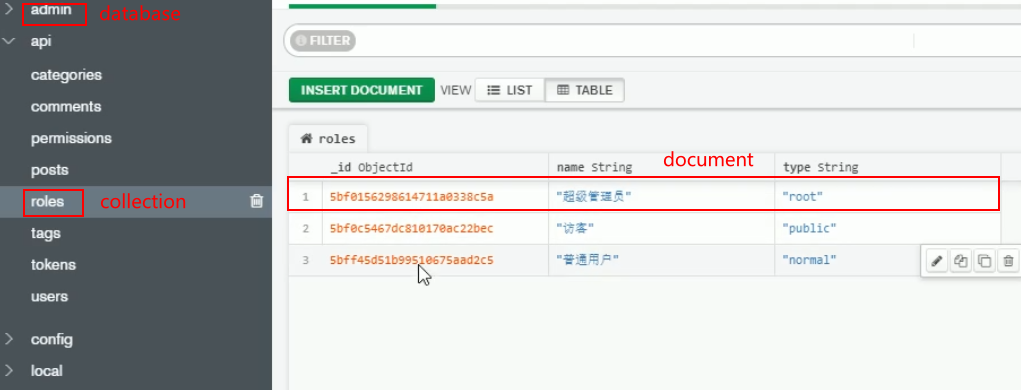 admin database
api
categories
comments
permissions
posts
roles collection
tags
tokens
users
config
local
FILTER
INSERT DOCUMENT VIEW LIST TABLE
roles
_id ObjectId name String document type String
1 5bf0156298614711a0338c5a "超级管理员" "root"
2 5bf0c5467dc810170ac22bec "访客" "public"
3 5bff45d51b99510675aad2c5 "普通用户" "normal"